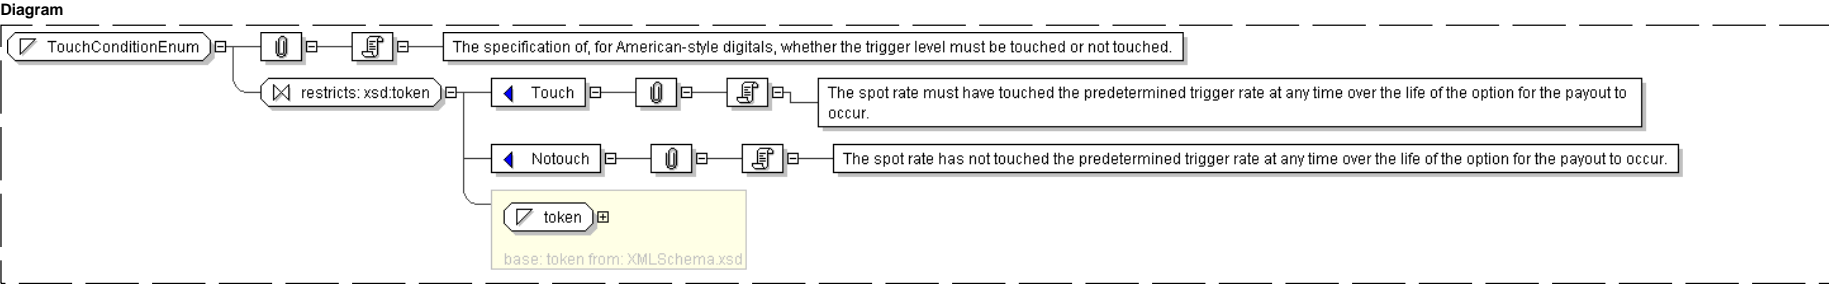 Diagram
TouchConditionEnum
The specification of, for American-style digitals, whether the trigger level must be touched or not touched.
restricts: xsd:token
Touch
The spot rate must have touched the predetermined trigger rate at any time over the life of the option for the payout to
occur.
Notouch
The spot rate has not touched the predetermined trigger rate at any time over the life of the option for the payout to occur.
token
base: token from: XMLSchema.xsd